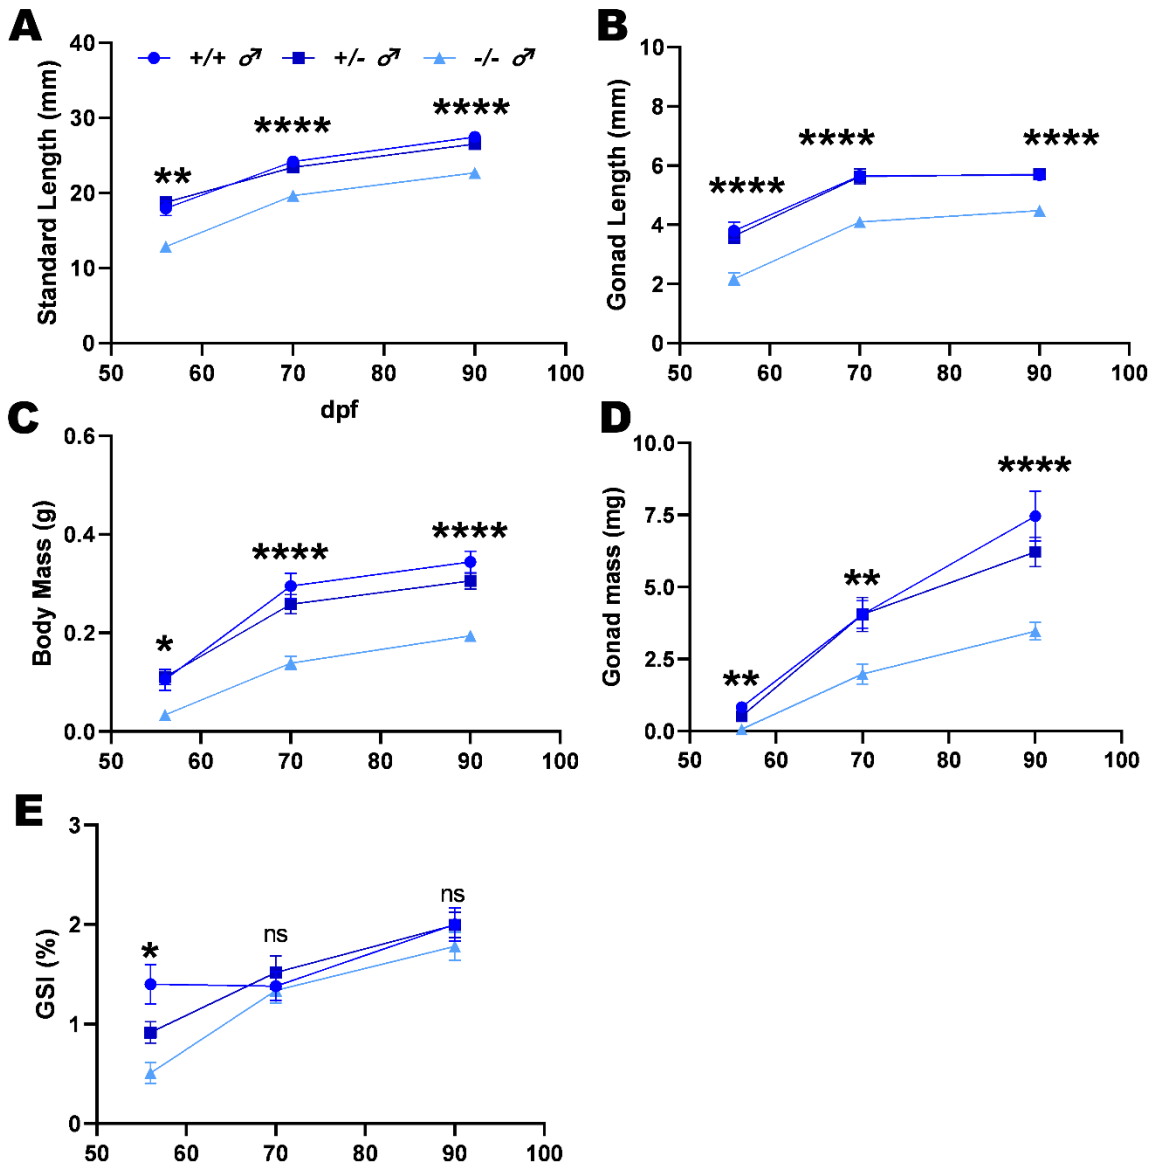 A
+/+ ♂ +/- ♂ -/- ♂
Standard Length (mm)
40
30
20
10
0
** **** ****
50 60 70 80 90 100
dpf
B
Gonad Length (mm)
10
8
6
4
2
0
**** **** ****
50 60 70 80 90 100
C
Body Mass (g)
0.6
0.4
0.2
0.0
* **** ****
50 60 70 80 90 100
D
Gonad mass (mg)
10.0
7.5
5.0
2.5
0.0
** ** ****
50 60 70 80 90 100
E
GSI (%)
3
2
1
0
* ns ns
50 60 70 80 90 100